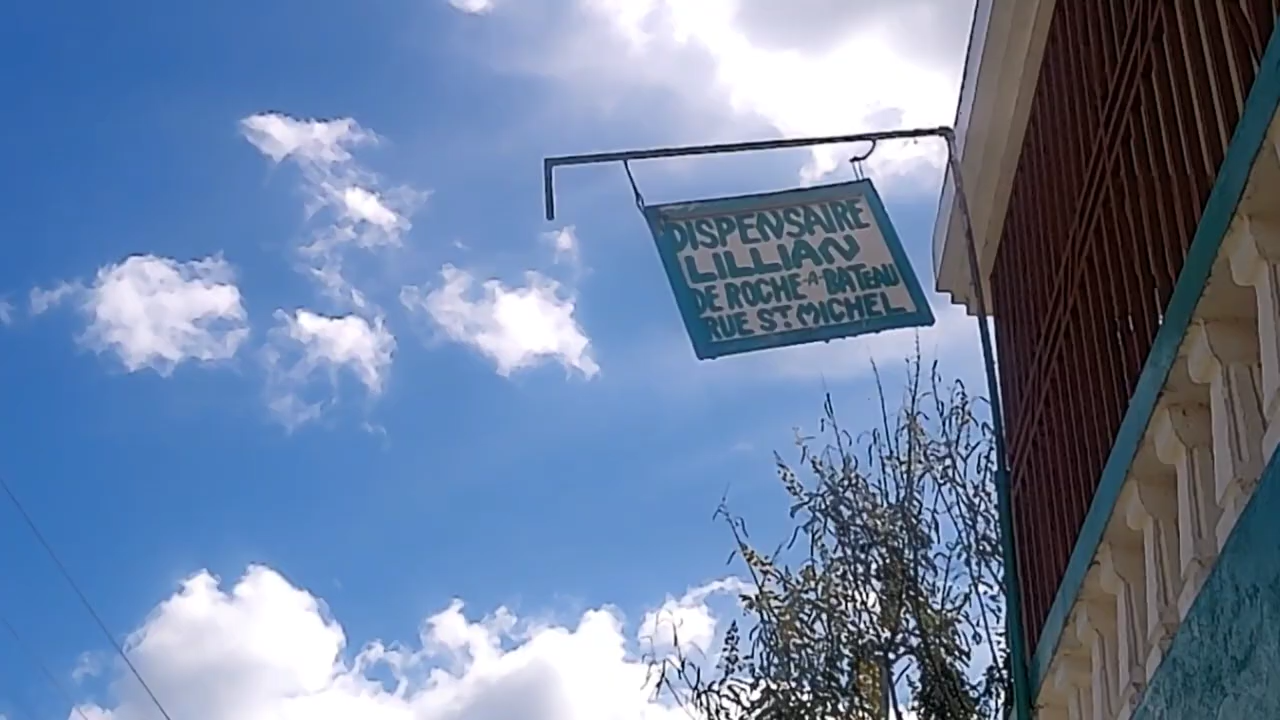 DISPENSAIRE
LILLIAN
DE ROCHE-A-BATEAU
RUE ST. MICHEL